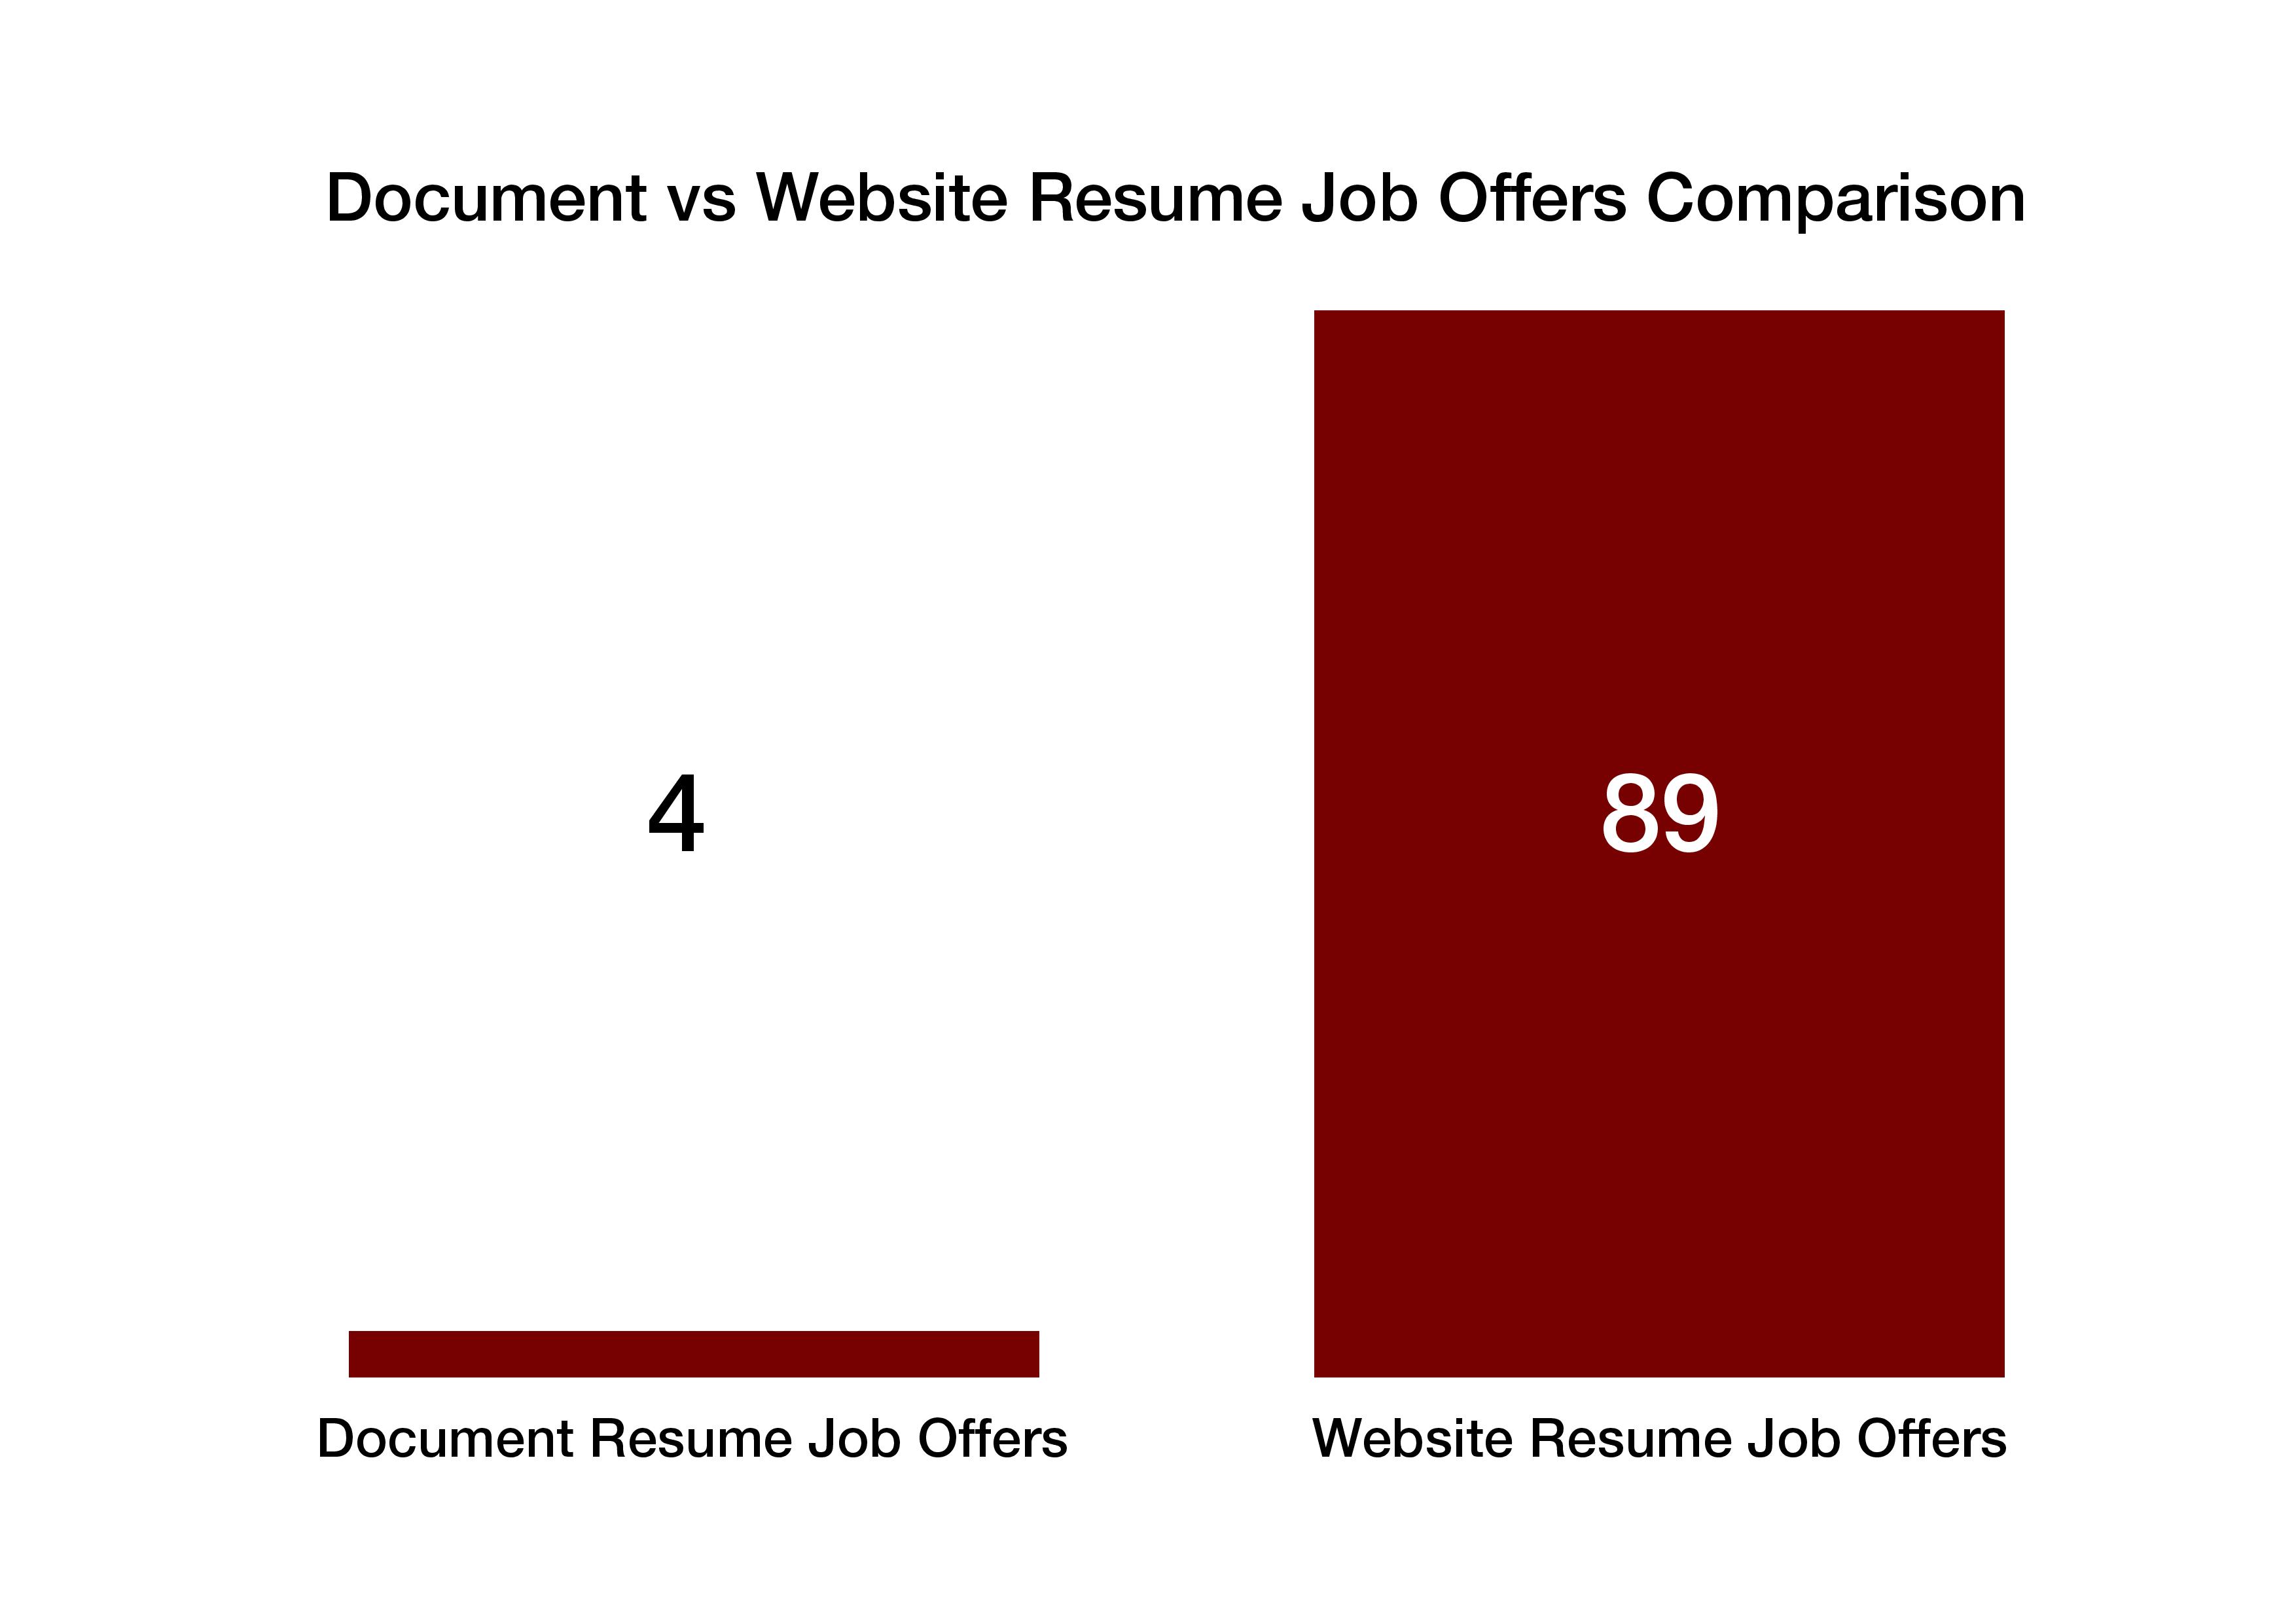 Document vs Website Resume Job Offers Comparison
4
89
Document Resume Job Offers
Website Resume Job Offers